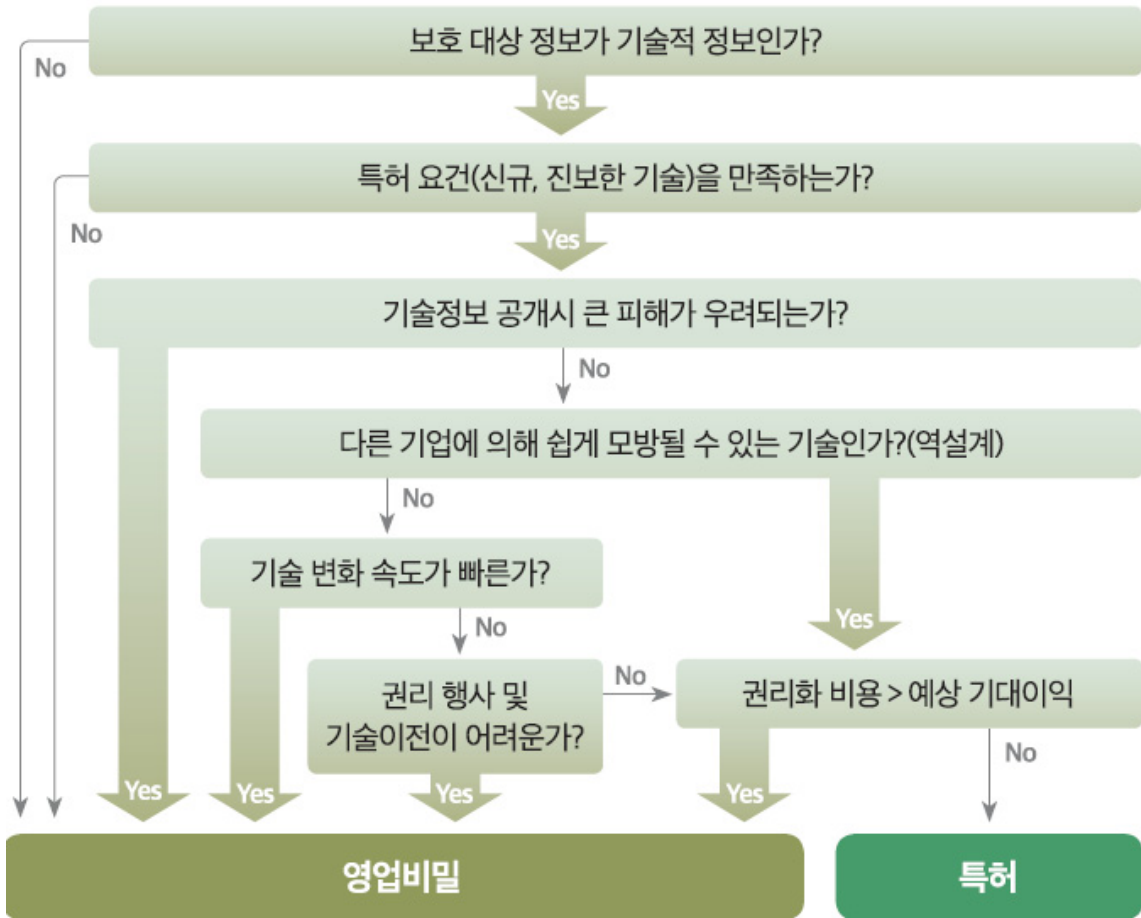 보호 대상 정보가 기술적 정보인가?
No
Yes
특허 요건(신규, 진보한 기술)을 만족하는가?
No
Yes
기술정보 공개시 큰 피해가 우려되는가?
No
다른 기업에 의해 쉽게 모방될 수 있는 기술인가?(역설계)
No
기술 변화 속도가 빠른가?
Yes
No
권리 행사 및
기술이전이 어려운가?
No
권리화 비용 > 예상 기대이익
No
Yes
Yes
Yes
Yes
영업비밀
특허